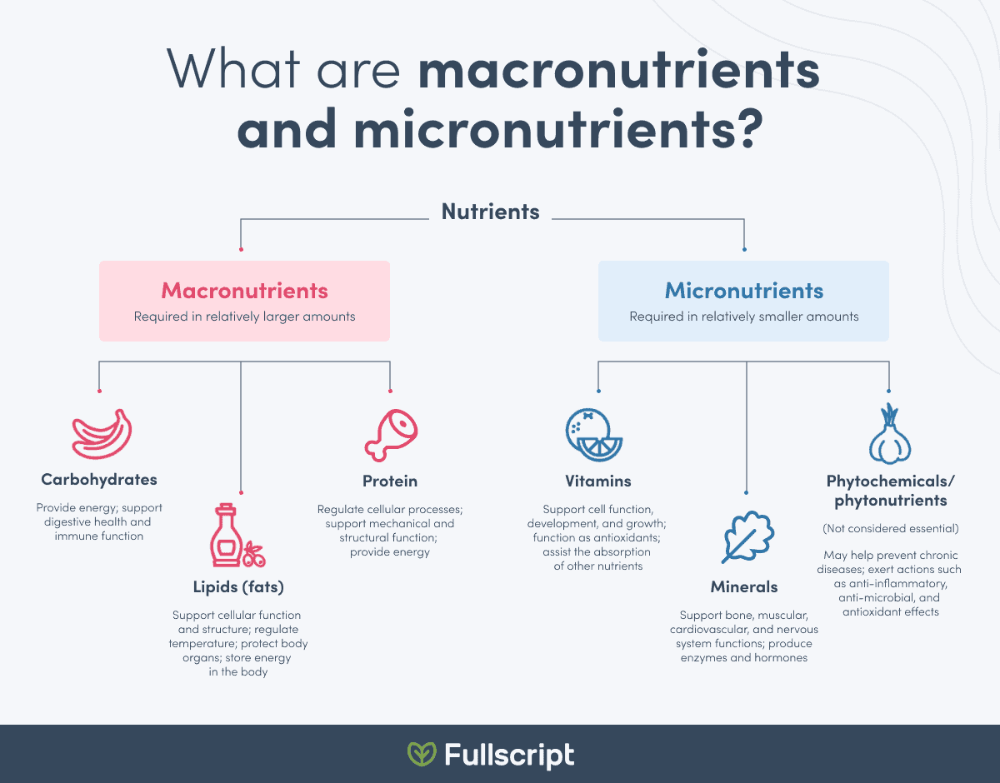 What are macronutrients
and micronutrients?
Nutrients
Macronutrients
Required in relatively larger amounts
Micronutrients
Required in relatively smaller amounts
Carbohydrates
Provide energy; support
digestive health and
immune function
Lipids (fats)
Support cellular function
and structure; regulate
temperature; protect body
organs; store energy
in the body
Protein
Regulate cellular processes;
support mechanical and
structural function;
provide energy
Vitamins
Support cell function,
development, and growth;
function as antioxidants;
assist the absorption
of other nutrients
Minerals
Support bone, muscular,
cardiovascular, and nervous
system functions; produce
enzymes and hormones
Phytochemicals/
phytonutrients
(Not considered essential)
May help prevent chronic
diseases; exert actions such
as anti-inflammatory,
anti-microbial, and
antioxidant effects
Fullscript